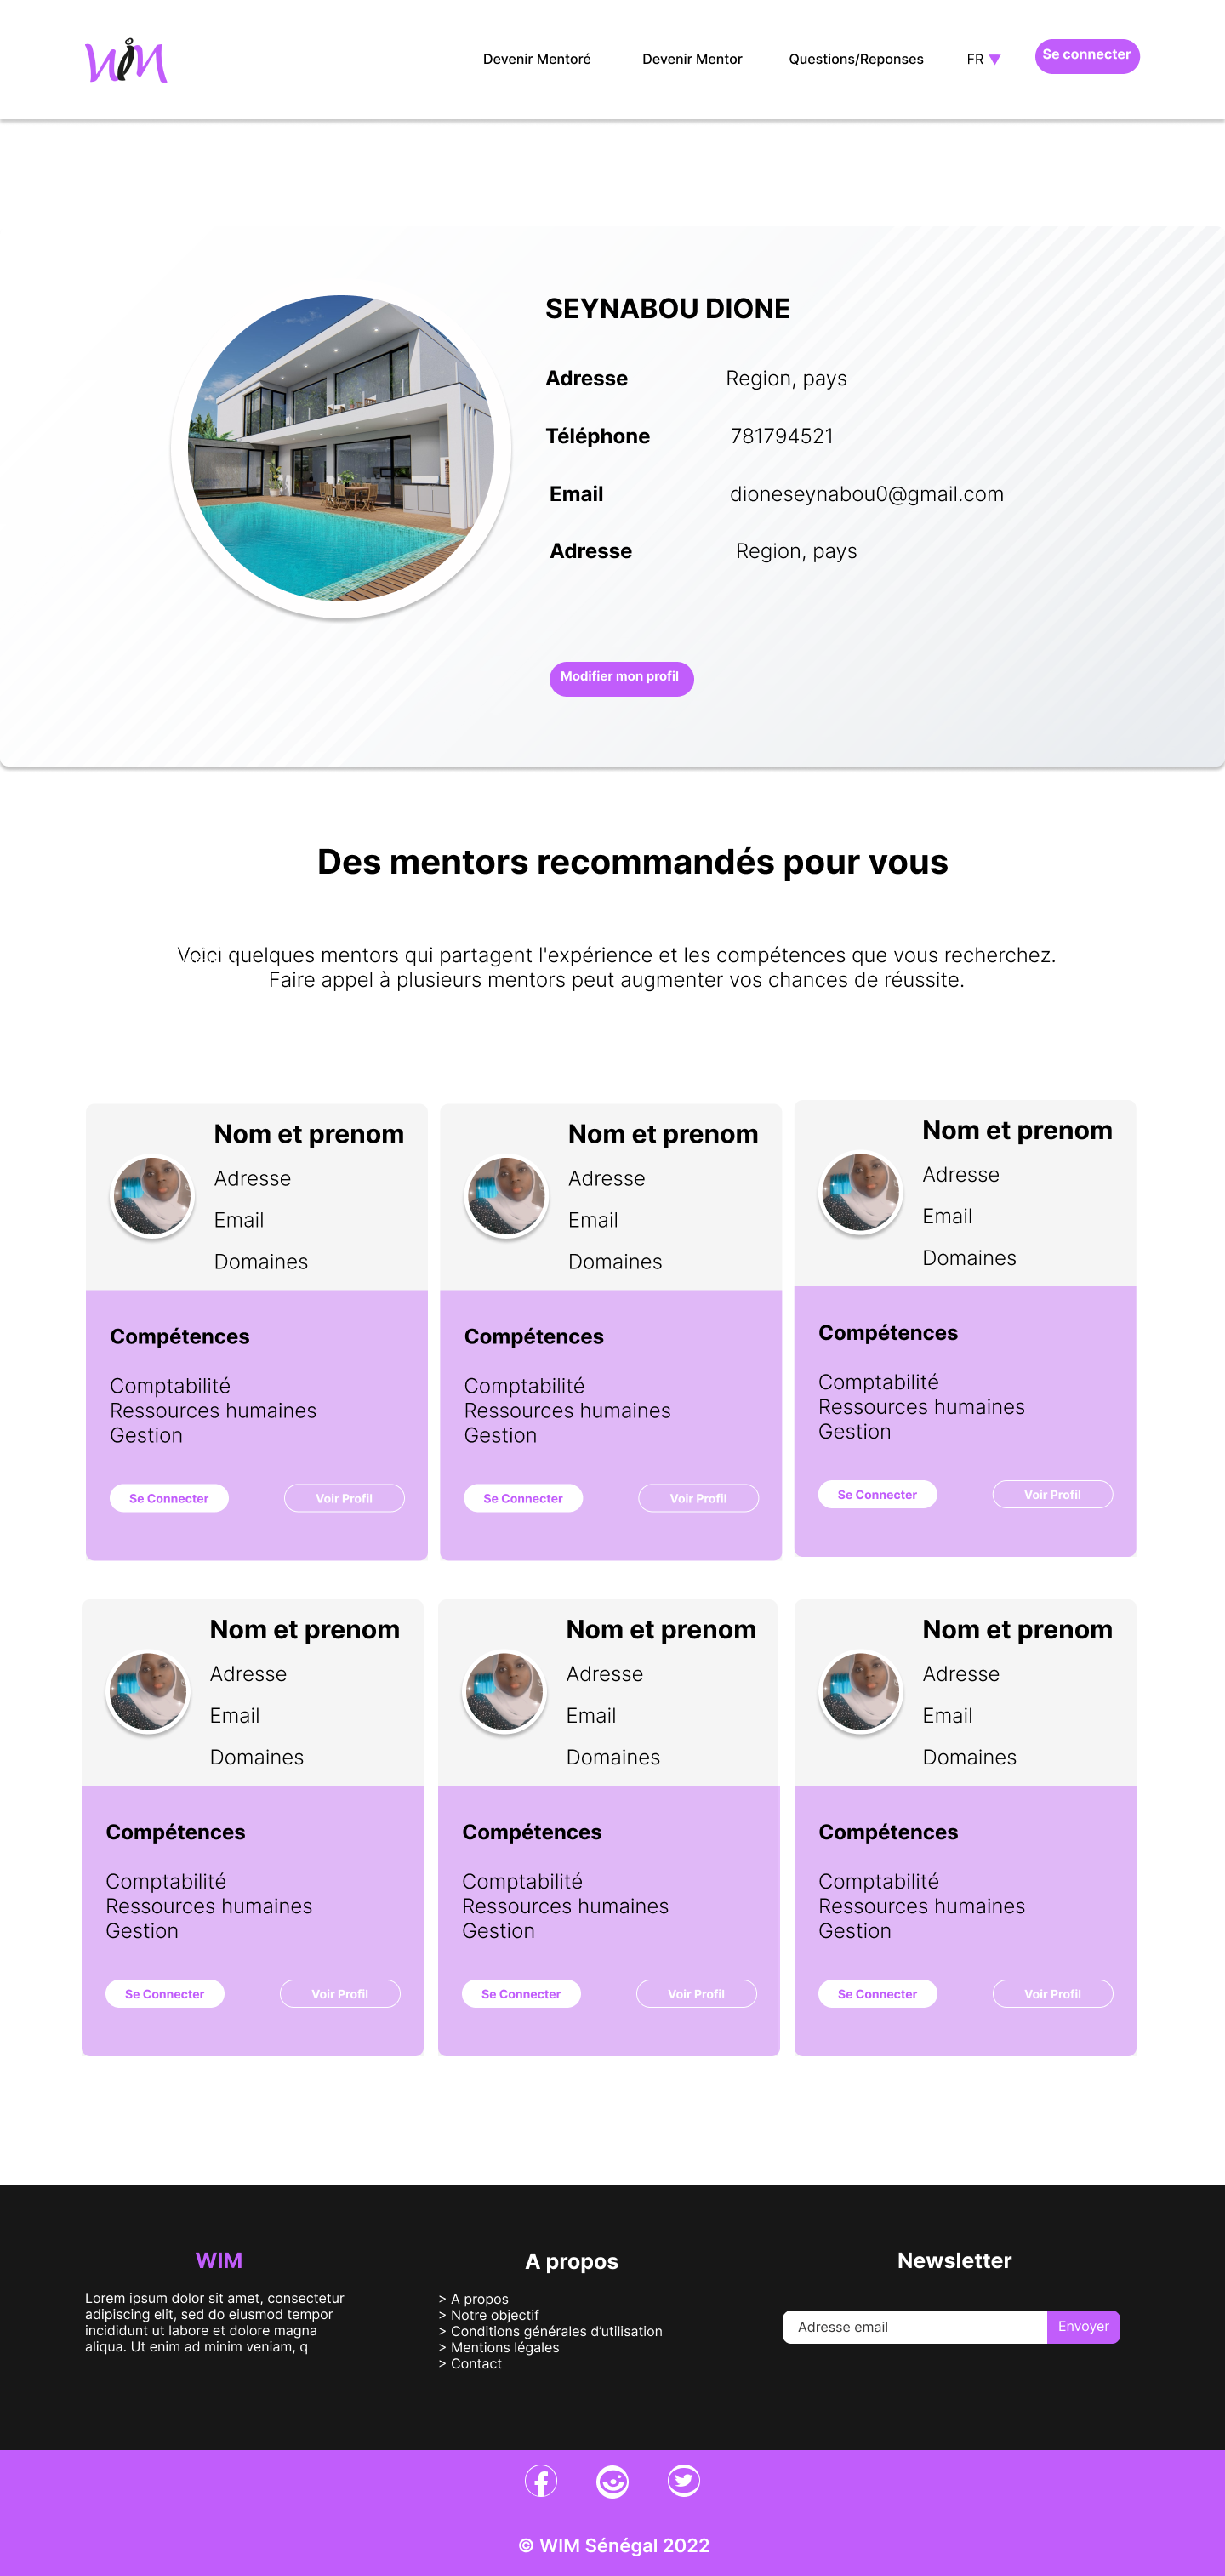 WIM
Devenir Mentoré
Devenir Mentor
Questions/Reponses
FR
Se connecter
SEYNABOU DIONE
Adresse Region, pays
Téléphone 781794521
Email dioneseynabou0@gmail.com
Adresse Region, pays
Modifier mon profil
Des mentors recommandés pour vous
Voici quelques mentors qui partagent l'expérience et les compétences que vous recherchez.
Faire appel à plusieurs mentors peut augmenter vos chances de réussite.
Nom et prenom
Adresse
Email
Domaines
Compétences
Comptabilité
Ressources humaines
Gestion
Se Connecter
Voir Profil
Nom et prenom
Adresse
Email
Domaines
Compétences
Comptabilité
Ressources humaines
Gestion
Se Connecter
Voir Profil
Nom et prenom
Adresse
Email
Domaines
Compétences
Comptabilité
Ressources humaines
Gestion
Se Connecter
Voir Profil
Nom et prenom
Adresse
Email
Domaines
Compétences
Comptabilité
Ressources humaines
Gestion
Se Connecter
Voir Profil
Nom et prenom
Adresse
Email
Domaines
Compétences
Comptabilité
Ressources humaines
Gestion
Se Connecter
Voir Profil
Nom et prenom
Adresse
Email
Domaines
Compétences
Comptabilité
Ressources humaines
Gestion
Se Connecter
Voir Profil
WIM
Lorem ipsum dolor sit amet, consectetur
adipiscing elit, sed do eiusmod tempor
incididunt ut labore et dolore magna
aliqua. Ut enim ad minim veniam, q
A propos
> A propos
> Notre objectif
> Conditions générales d’utilisation
> Mentions légales
> Contact
Newsletter
Adresse email
Envoyer
© WIM Sénégal 2022